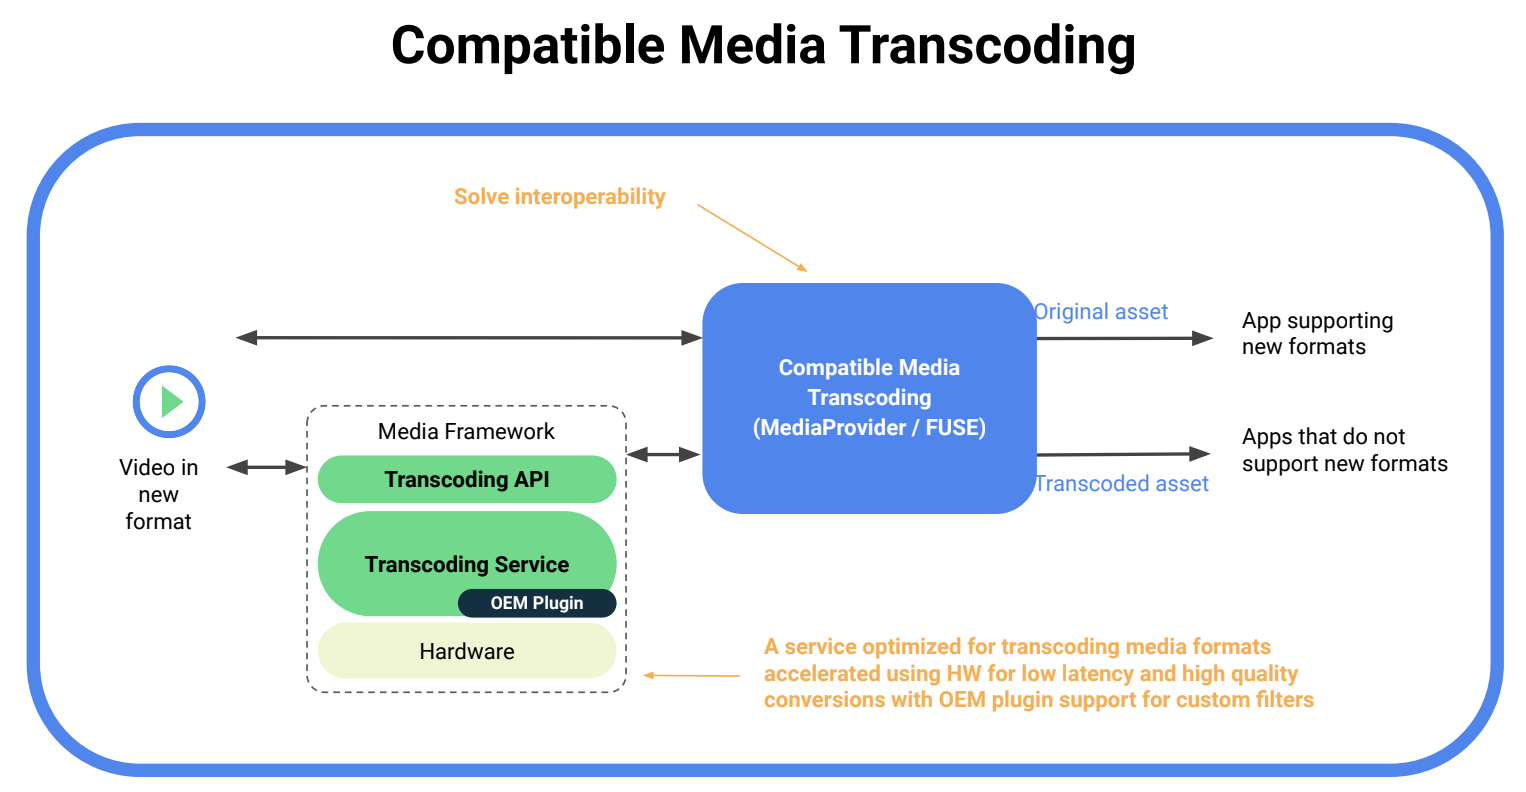 Compatible Media Transcoding
Solve interoperability
Original asset
App supporting
new formats
Compatible Media
Transcoding
(MediaProvider / FUSE)
Video in
new
format
Media Framework
Transcoding API
Transcoding Service
OEM Plugin
Hardware
Apps that do not
support new formats
Transcoded asset
A service optimized for transcoding media formats
accelerated using HW for low latency and high quality
conversions with OEM plugin support for custom filters